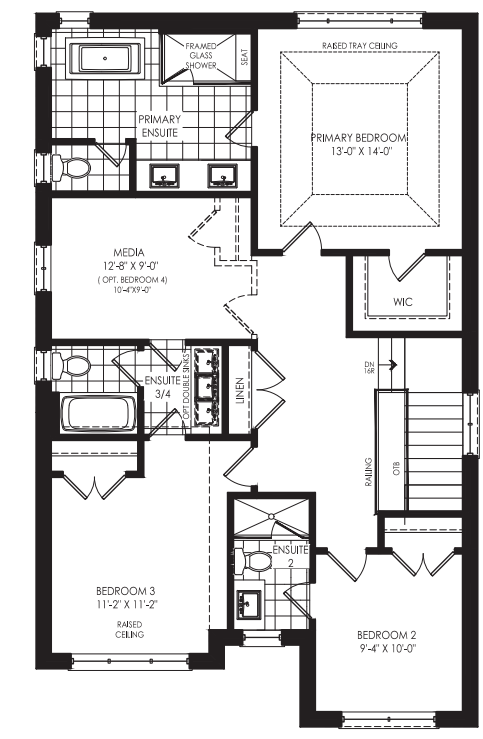 FRAMED
GLASS
SHOWER
SEAT
RAISED TRAY CEILING
PRIMARY
ENSUITE
PRIMARY BEDROOM
13'-0" X 14'-0"
MEDIA
12'-8" X 9'-0"
( OPT. BEDROOM 4)
10'-4"X9'-0"
WIC
ENSUITE
3/4
OPT DOUBLE SINKS
LINEN
DN
16R
RAILING
OTB
ENSUITE
2
BEDROOM 3
11'-2" X 11'-2"
RAISED
CEILING
BEDROOM 2
9'-4" X 10'-0"